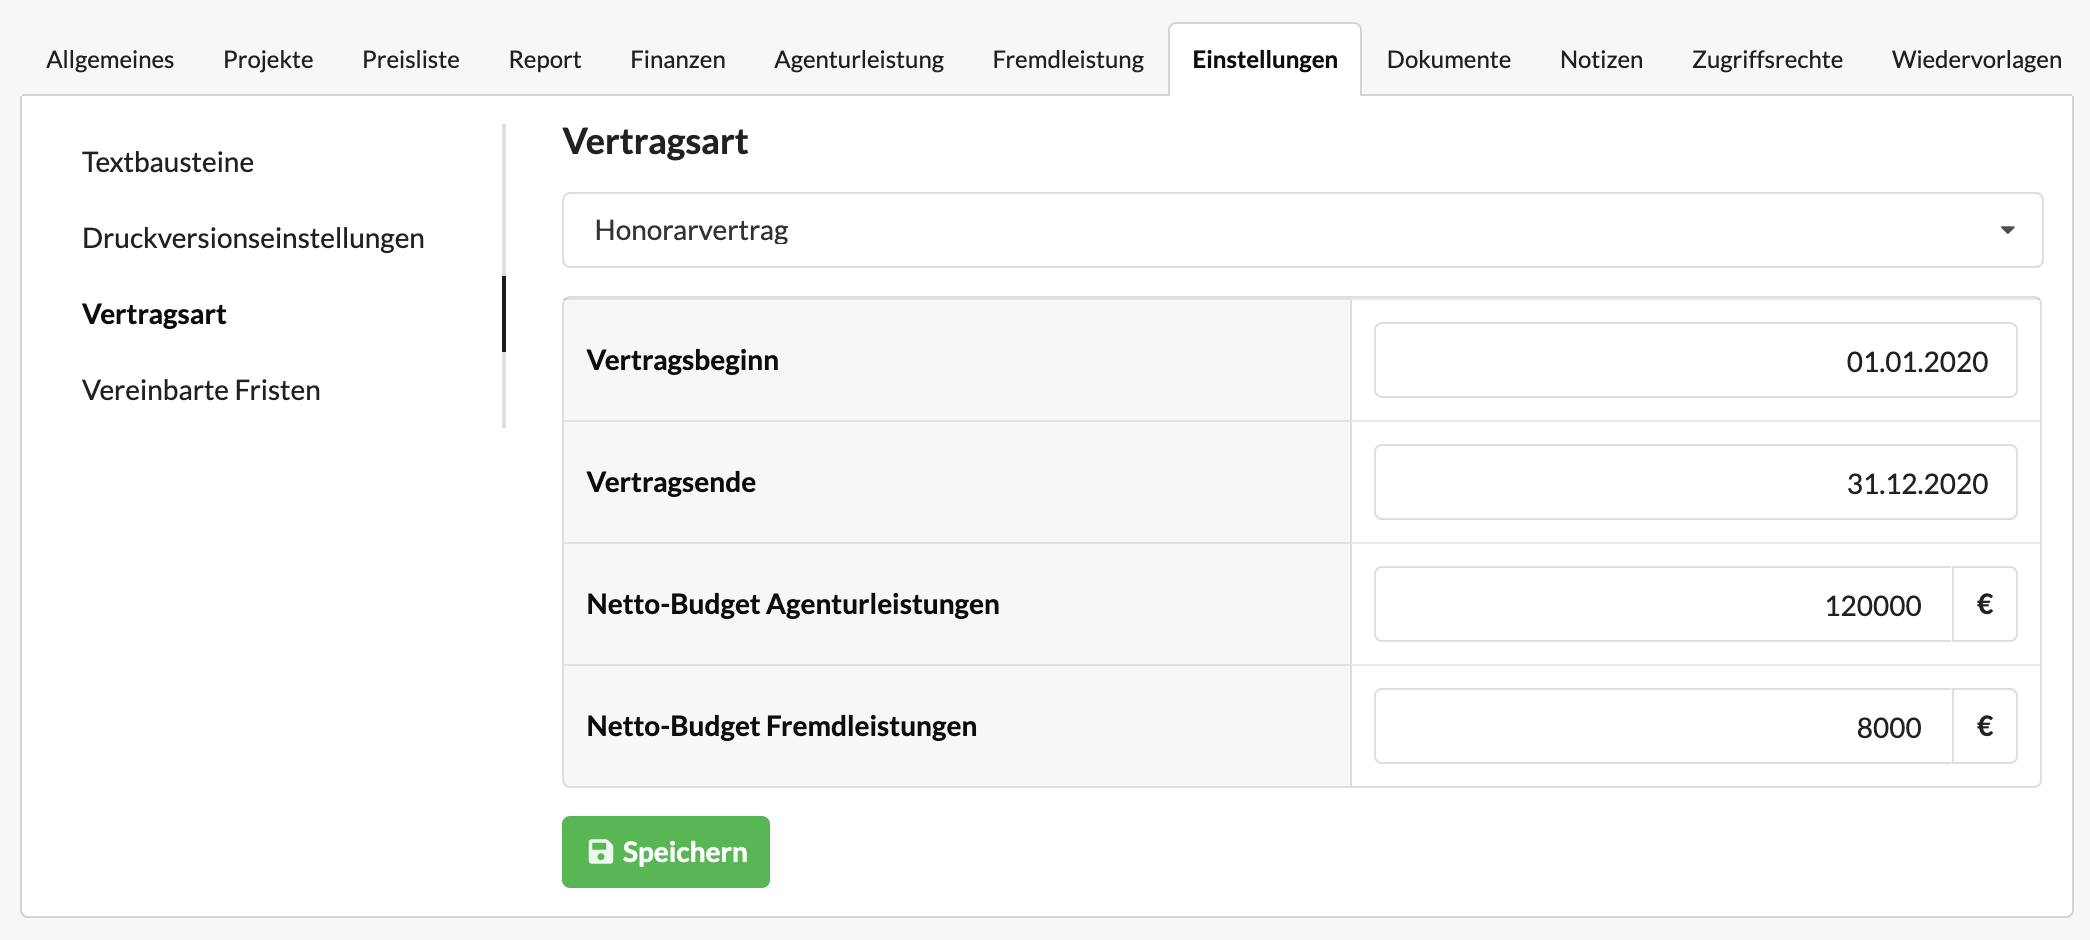 Allgemeines Projekte Preisliste Report Finanzen Agenturleistung Fremdleistung Einstellungen Dokumente Notizen Zugriffsrechte Wiedervorlagen
Textbausteine
Druckversionseinstellungen
Vertragsart
Vereinbarte Fristen
Vertragsart
Honorarvertrag
Vertragsbeginn 01.01.2020
Vertragsende 31.12.2020
Netto-Budget Agenturleistungen 120000 €
Netto-Budget Fremdleistungen 8000 €
Speichern